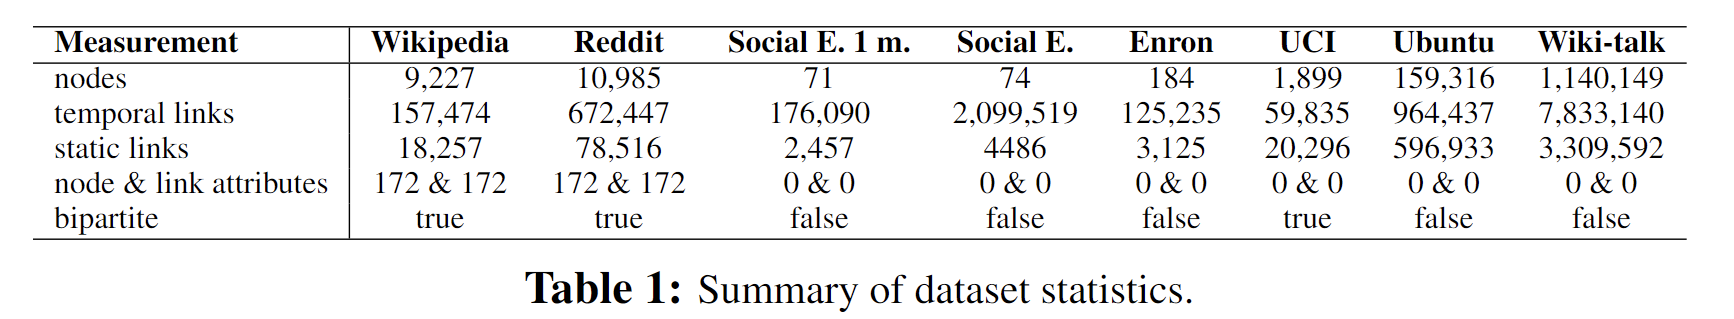 Measurement Wikipedia Reddit Social E. 1 m. Social E. Enron UCI Ubuntu Wiki-talk
nodes 9,227 10,985 71 74 184 1,899 159,316 1,140,149
temporal links 157,474 672,447 176,090 2,099,519 125,235 59,835 964,437 7,833,140
static links 18,257 78,516 2,457 4486 3,125 20,296 596,933 3,309,592
node & link attributes 172 & 172 172 & 172 0 & 0 0 & 0 0 & 0 0 & 0 0 & 0 0 & 0
bipartite true true false false false true false false
Table 1: Summary of dataset statistics.